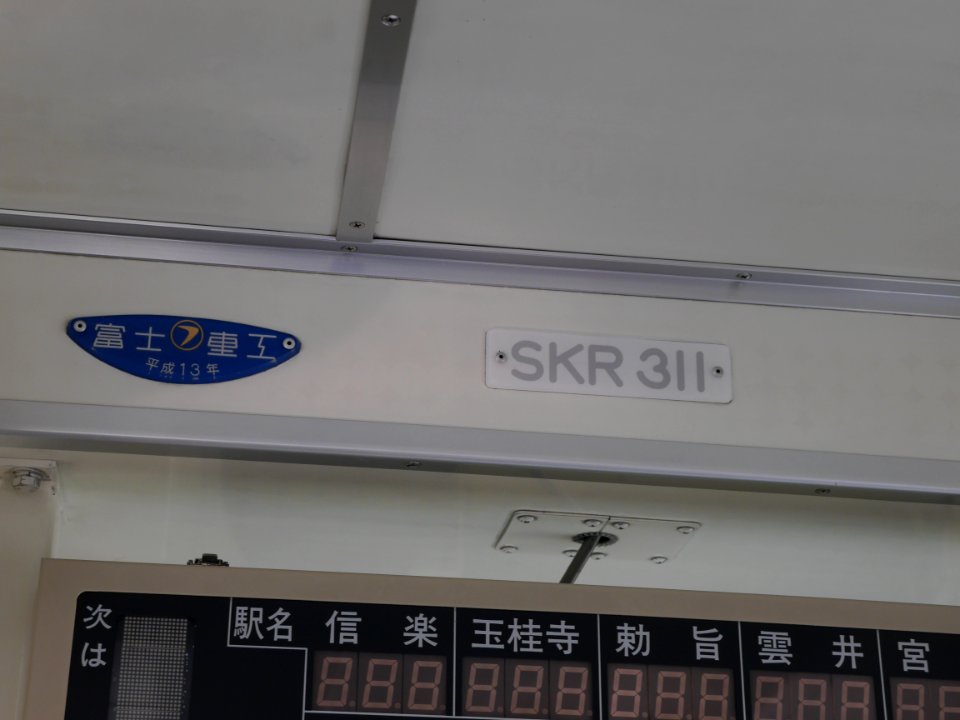 富士重工
平成13年
SKR 311
次は
駅名 信楽 玉桂寺 勅旨 雲井 宮